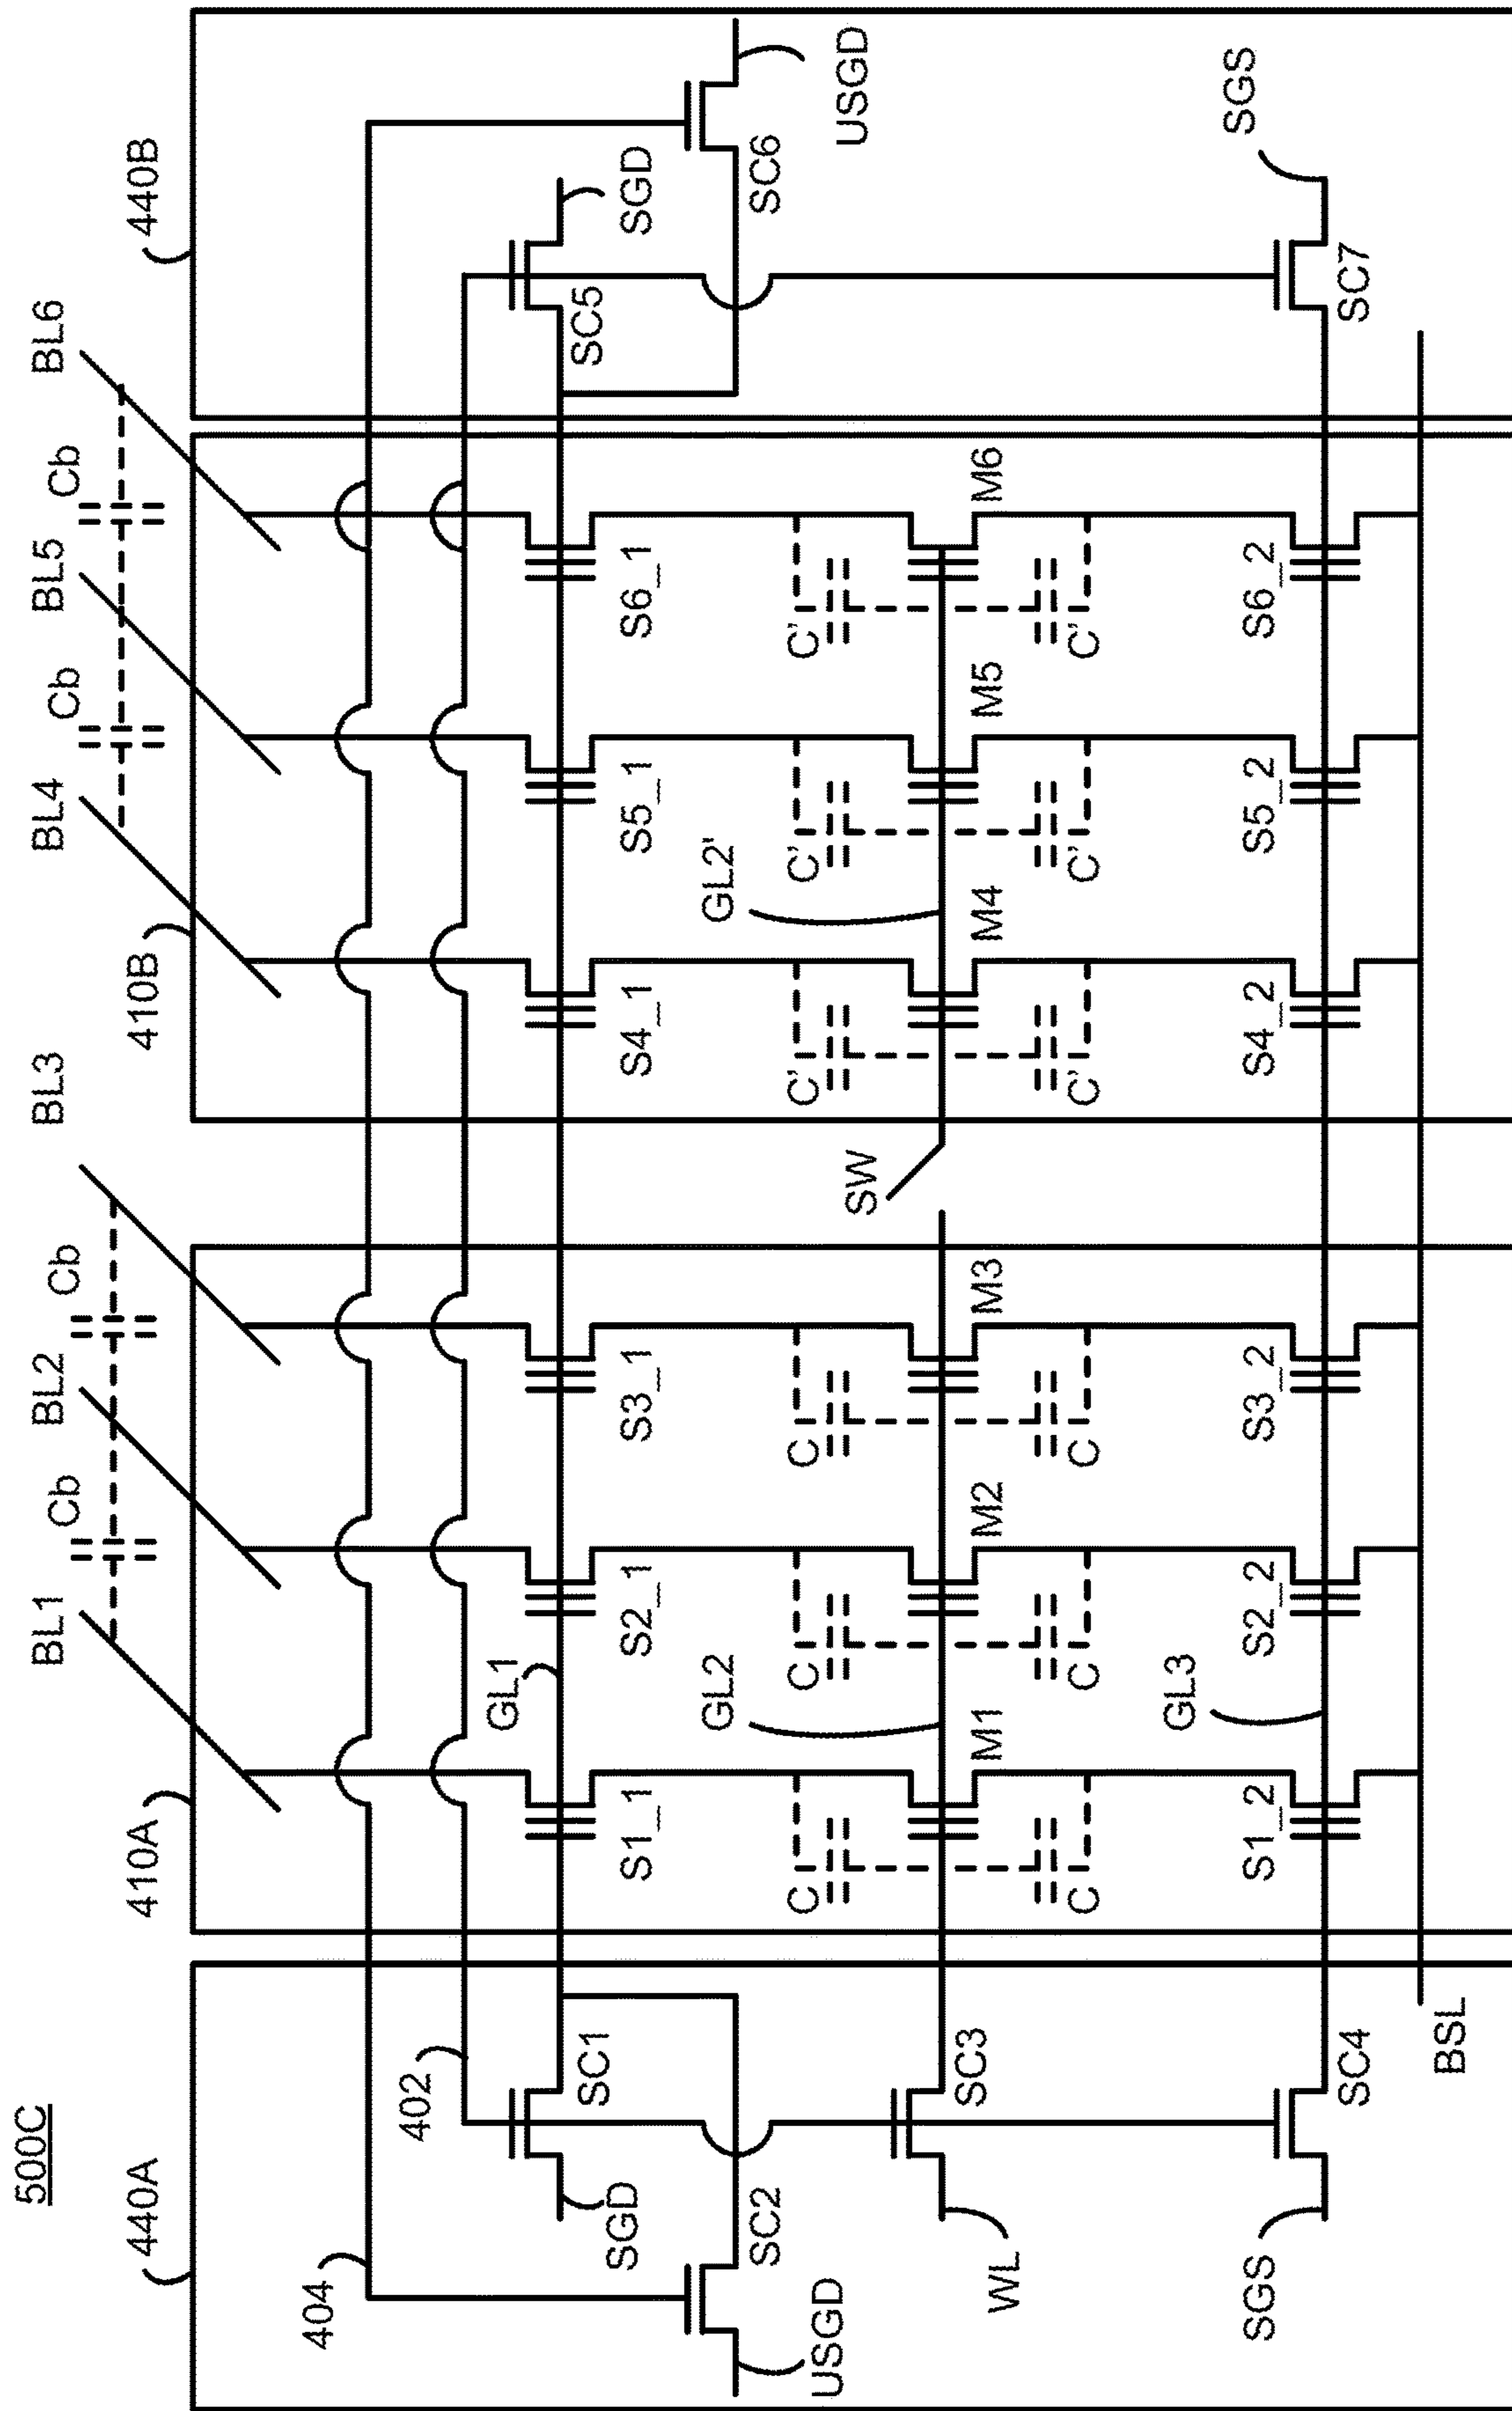 500C
440A
410A
410B
440B
BL1
Cb
BL2
Cb
BL3
BL4
Cb
BL5
Cb
BL6
404
402
SGD
SC1
GL1
S1_1
S2_1
S3_1
S4_1
S5_1
S6_1
SC5
SGD
USGD
SC2
SC6
USGD
C
C
C
C'
C'
C'
GL2
SW
GL2'
WL
SC3
M1
M2
M3
M4
M5
M6
C
C
C
C'
C'
C'
GL3
SGS
S1_2
S2_2
S3_2
S4_2
S5_2
S6_2
SGS
SC4
SC7
BSL